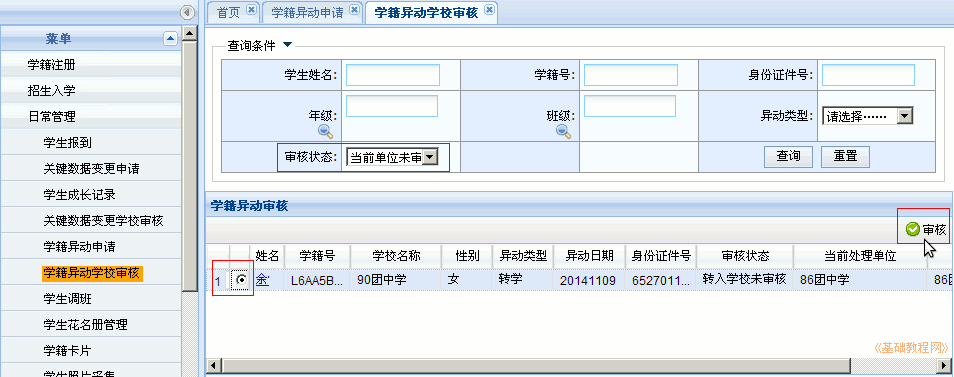 首页 学籍异动申请 学籍异动学校审核
菜单
学籍注册
招生入学
日常管理
学生报到
关键数据变更申请
学生成长记录
关键数据变更学校审核
学籍异动申请
学籍异动学校审核
学生调班
学生花名册管理
学籍卡片
学生照片采集
查询条件
学生姓名: 学籍号: 身份证件号:
年级: 班级: 异动类型: 请选择······
审核状态: 当前单位未审 查询 重置
学籍异动审核
审核
姓名 学籍号 学校名称 性别 异动类型 异动日期 身份证件号 审核状态 当前处理单位
1 余 L6AA5B... 90团中学 女 转学 20141109 6527011... 转入学校未审核 86团中学 86团
《基础教程网》